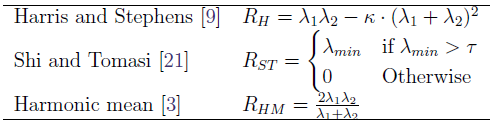 Harris and Stephens [9] R_H = λ₁λ₂ − κ · (λ₁ + λ₂)²
Shi and Tomasi [21] R_ST = { λ_min if λ_min > τ
0 Otherwise
Harmonic mean [3] R_HM = 2λ₁λ₂ / λ₁+λ₂